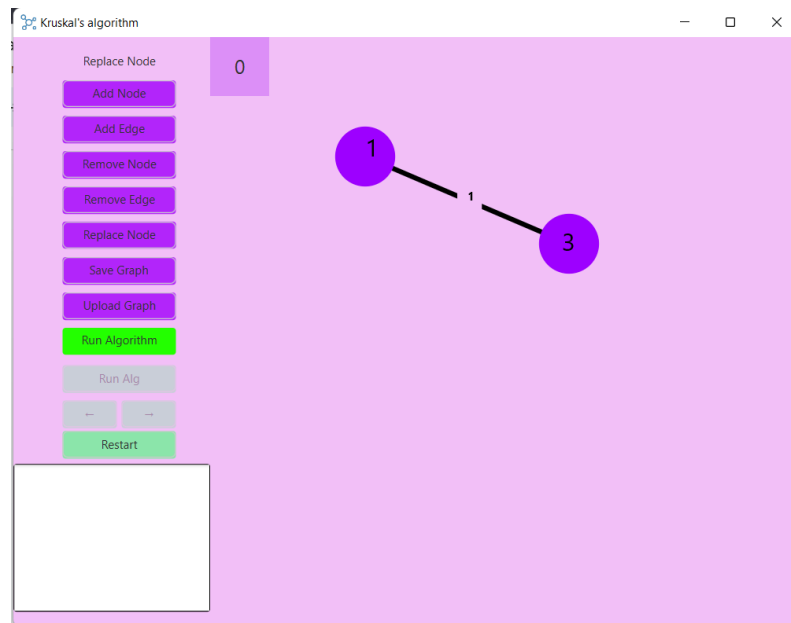 Kruskal's algorithm
Replace Node
0
Add Node
Add Edge
Remove Node
Remove Edge
Replace Node
Save Graph
Upload Graph
Run Algorithm
Run Alg
← →
Restart
1
1
3